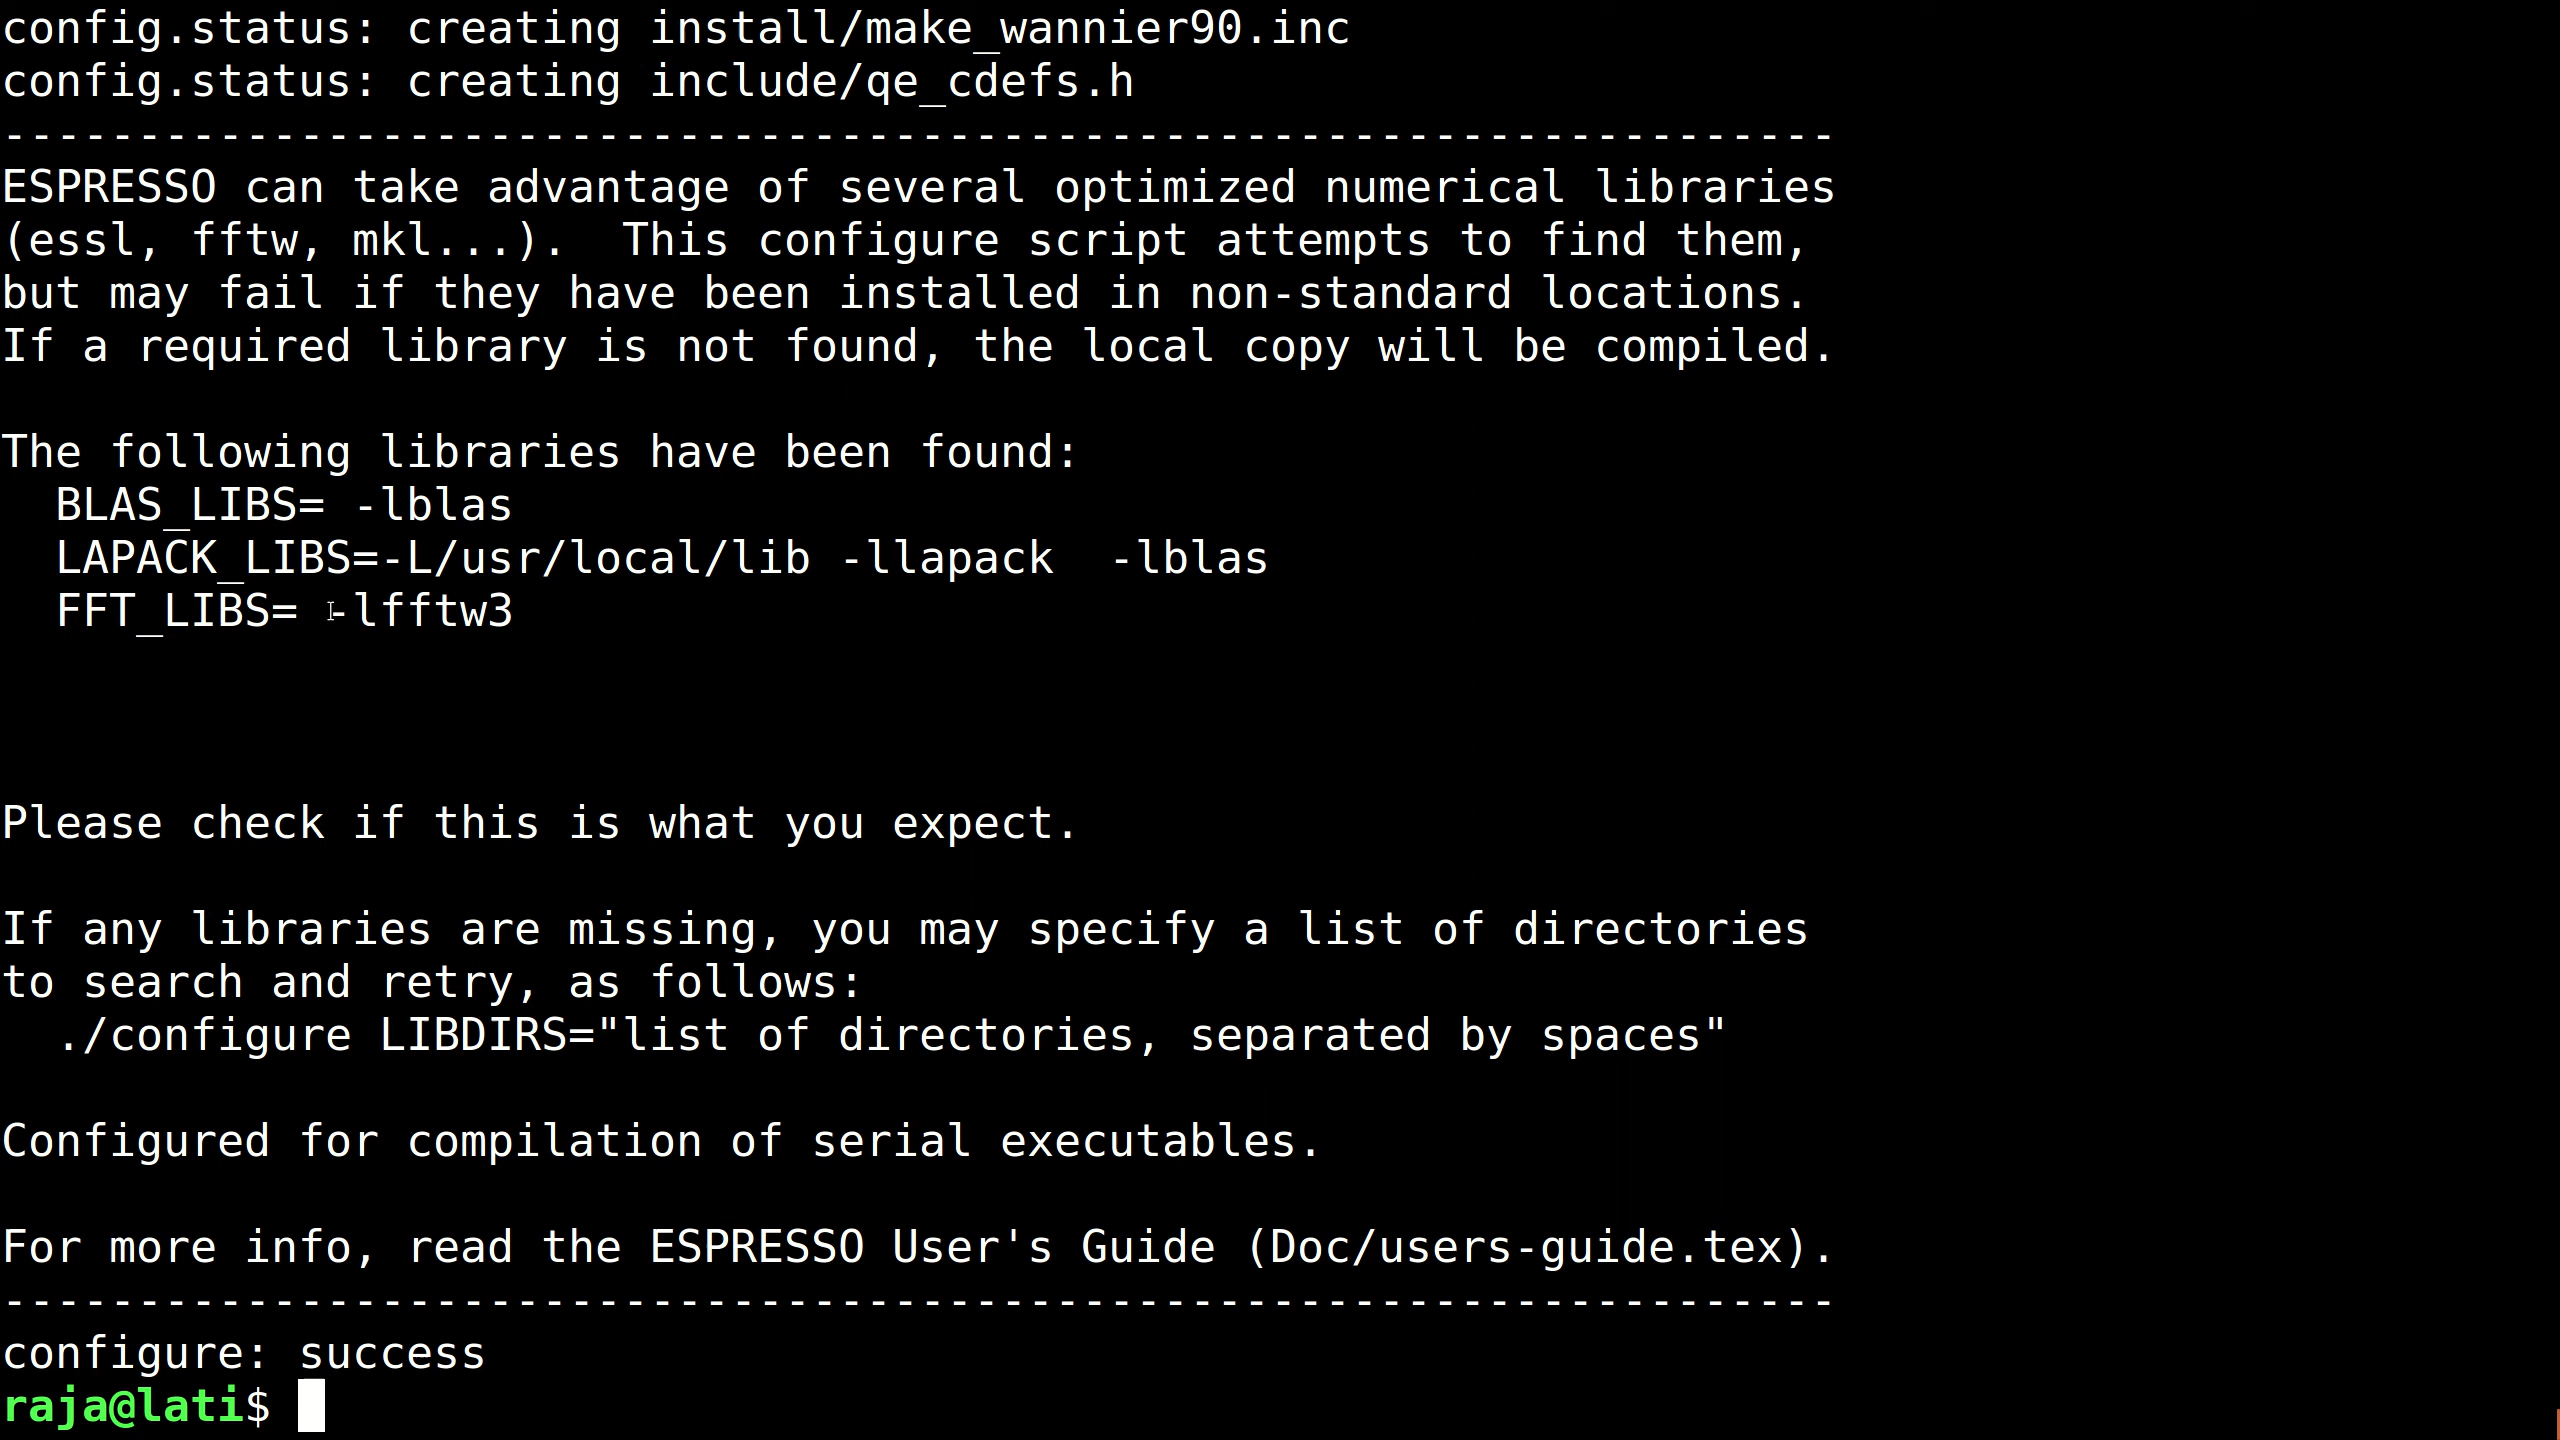 config.status: creating install/make_wannier90.inc
config.status: creating include/qe_cdefs.h
--------------------------------------------------------------------
ESPRESSO can take advantage of several optimized numerical libraries
(essl, fftw, mkl...).  This configure script attempts to find them,
but may fail if they have been installed in non-standard locations.
If a required library is not found, the local copy will be compiled.

The following libraries have been found:
  BLAS_LIBS= -lblas
  LAPACK_LIBS=-L/usr/local/lib -llapack  -lblas
  FFT_LIBS= -lfftw3

Please check if this is what you expect.

If any libraries are missing, you may specify a list of directories
to search and retry, as follows:
  ./configure LIBDIRS="list of directories, separated by spaces"

Configured for compilation of serial executables.

For more info, read the ESPRESSO User's Guide (Doc/users-guide.tex).
--------------------------------------------------------------------
configure: success
raja@lati$